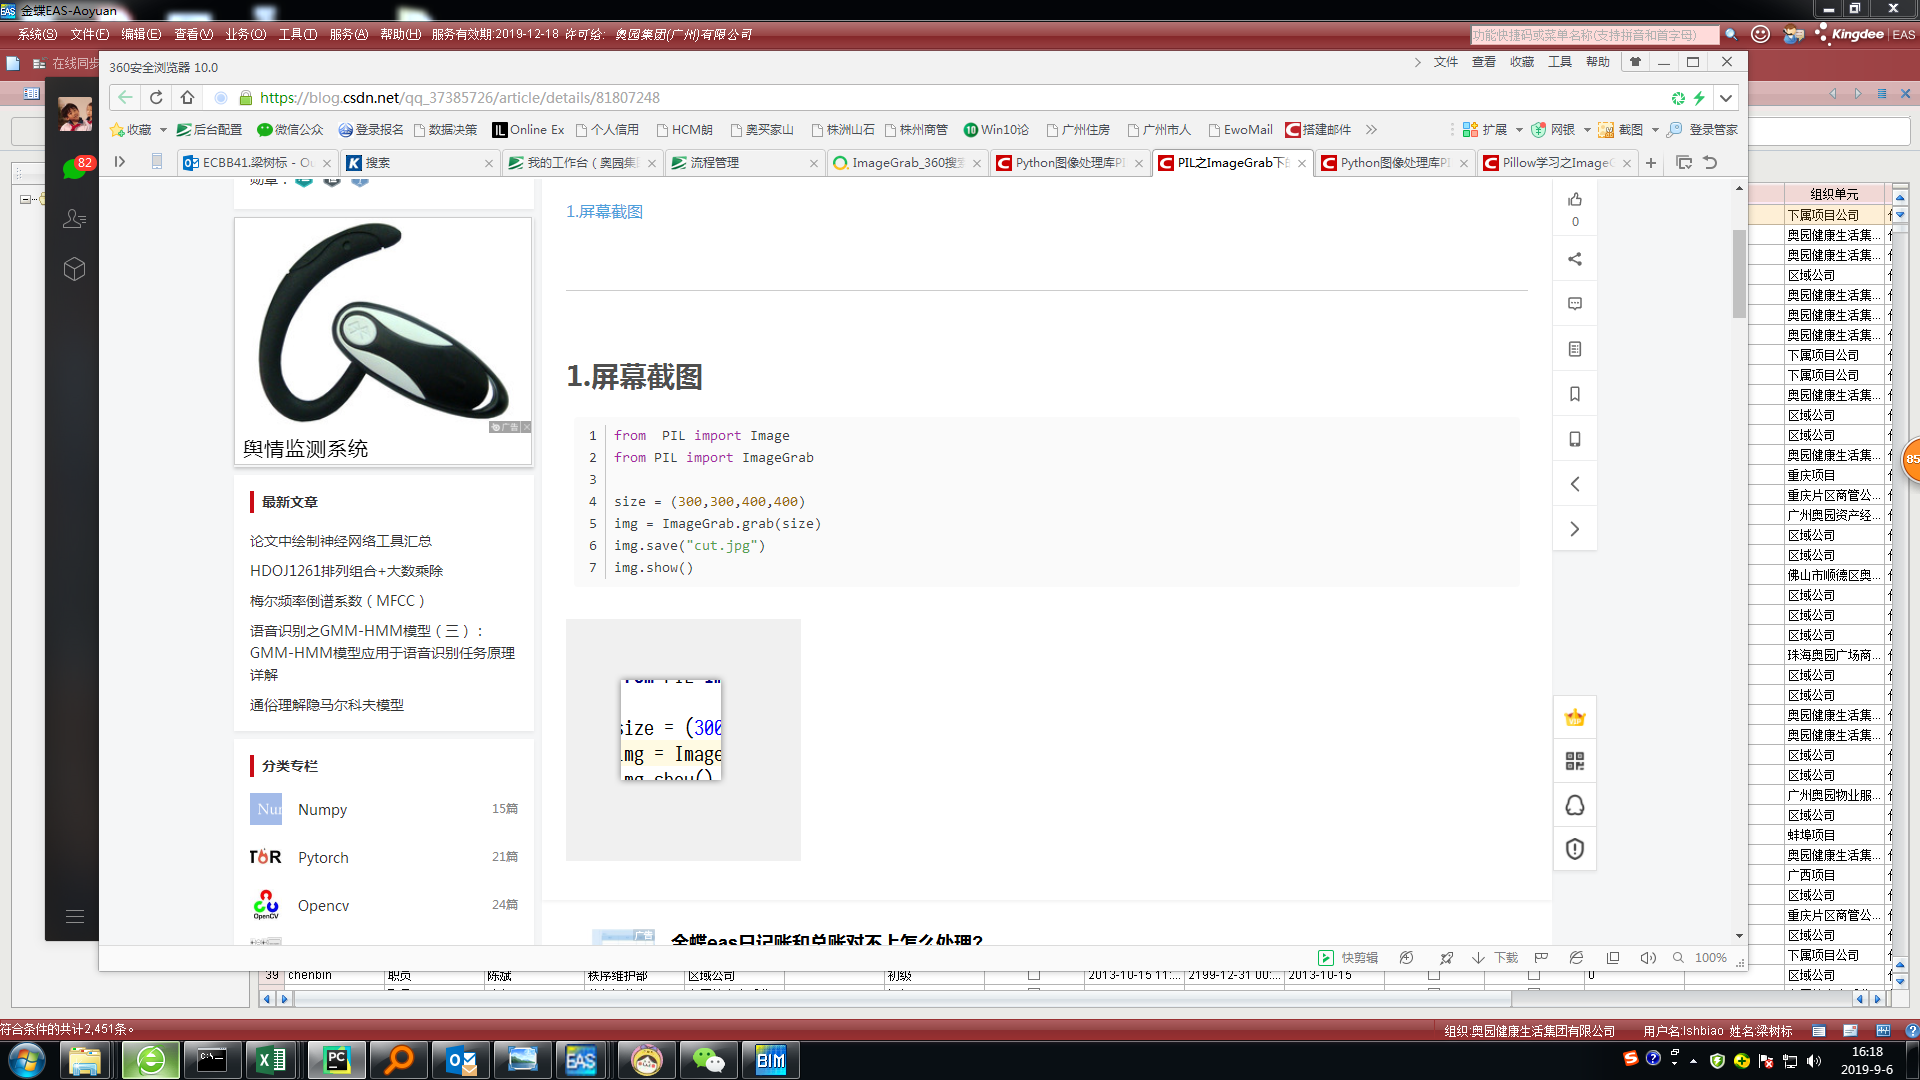 金蝶EAS-Aoyuan
系统(S) 文件(F) 编辑(E) 查看(V) 业务(O) 工具(T) 服务(A) 帮助(H) 服务有效期:2019-12-18 许可给: 奥园集团(广州)有限公司
功能快捷码或菜单名称(支持拼音和首字母)
Kingdee | EAS
在线同步
360安全浏览器 10.0
文件 查看 收藏 工具 帮助
https://blog.csdn.net/qq_37385726/article/details/81807248
收藏 后台配置 微信公众 登录报名 数据决策 Online Ex 个人信用 HCM朗 奥买家山 株洲山石 株州商管 Win10论 广州住房 广州市人 EwoMail 搭建邮件
扩展 网银 截图 登录管家
ECBB41.梁树标 - Ou
搜索
我的工作台（奥园集团
流程管理
ImageGrab_360搜索
Python图像处理库PI
PIL之ImageGrab下的
Python图像处理库PI
Pillow学习之ImageG
82
勋章：
1.屏幕截图
0
广告
舆情监测系统
最新文章
论文中绘制神经网络工具汇总
HDOJ1261排列组合+大数乘除
梅尔频率倒谱系数（MFCC）
语音识别之GMM-HMM模型（三）：
GMM-HMM模型应用于语音识别任务原理
详解
通俗理解隐马尔科夫模型
分类专栏
Numpy 15篇
Pytorch 21篇
Opencv 24篇
1.屏幕截图
1 from  PIL import Image
2 from PIL import ImageGrab
3
4 size = (300,300,400,400)
5 img = ImageGrab.grab(size)
6 img.save("cut.jpg")
7 img.show()
size = (300
img = Image
img.show()
广告
金蝶eas日记账和总账对不上怎么处理?
快剪辑
下载
100%
组织单元
下属项目公司
奥园健康生活集...
奥园健康生活集...
区域公司
奥园健康生活集...
奥园健康生活集...
奥园健康生活集...
下属项目公司
下属项目公司
奥园健康生活集...
区域公司
区域公司
奥园健康生活集...
重庆项目
重庆片区商管公...
广州奥园资产经...
区域公司
区域公司
佛山市顺德区奥...
区域公司
区域公司
区域公司
珠海奥园广场商...
区域公司
区域公司
奥园健康生活集...
奥园健康生活集...
区域公司
区域公司
广州奥园物业服...
区域公司
蚌埠项目
奥园健康生活集...
广西项目
区域公司
重庆片区商管公...
区域公司
下属项目公司
区域公司
85
39 chenbin 职员 陈斌 秩序维护部 区域公司 初级 2013-10-15 11:... 2199-12-31 00:... 2013-10-15 0
符合条件的共计2,451条。
组织:奥园健康生活集团有限公司 用户名:lshbiao 姓名:梁树标
16:18
2019-9-6